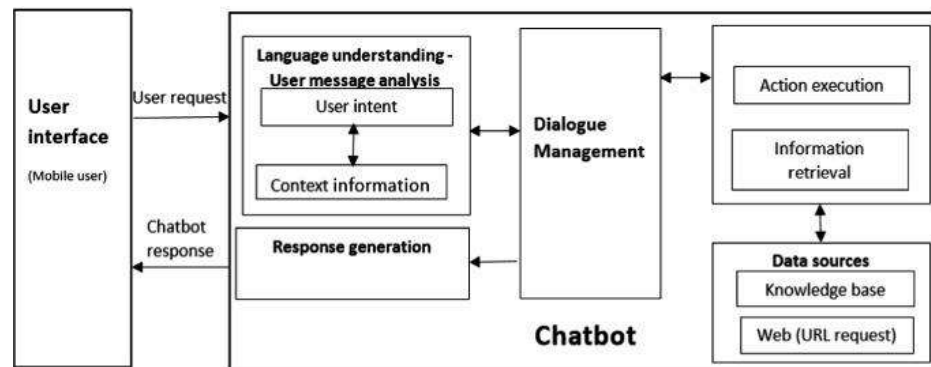 User
interface
(Mobile user)
User request
Chatbot
response
Language understanding -
User message analysis
User intent
Context information
Response generation
Dialogue
Management
Action execution
Information
retrieval
Data sources
Knowledge base
Web (URL request)
Chatbot